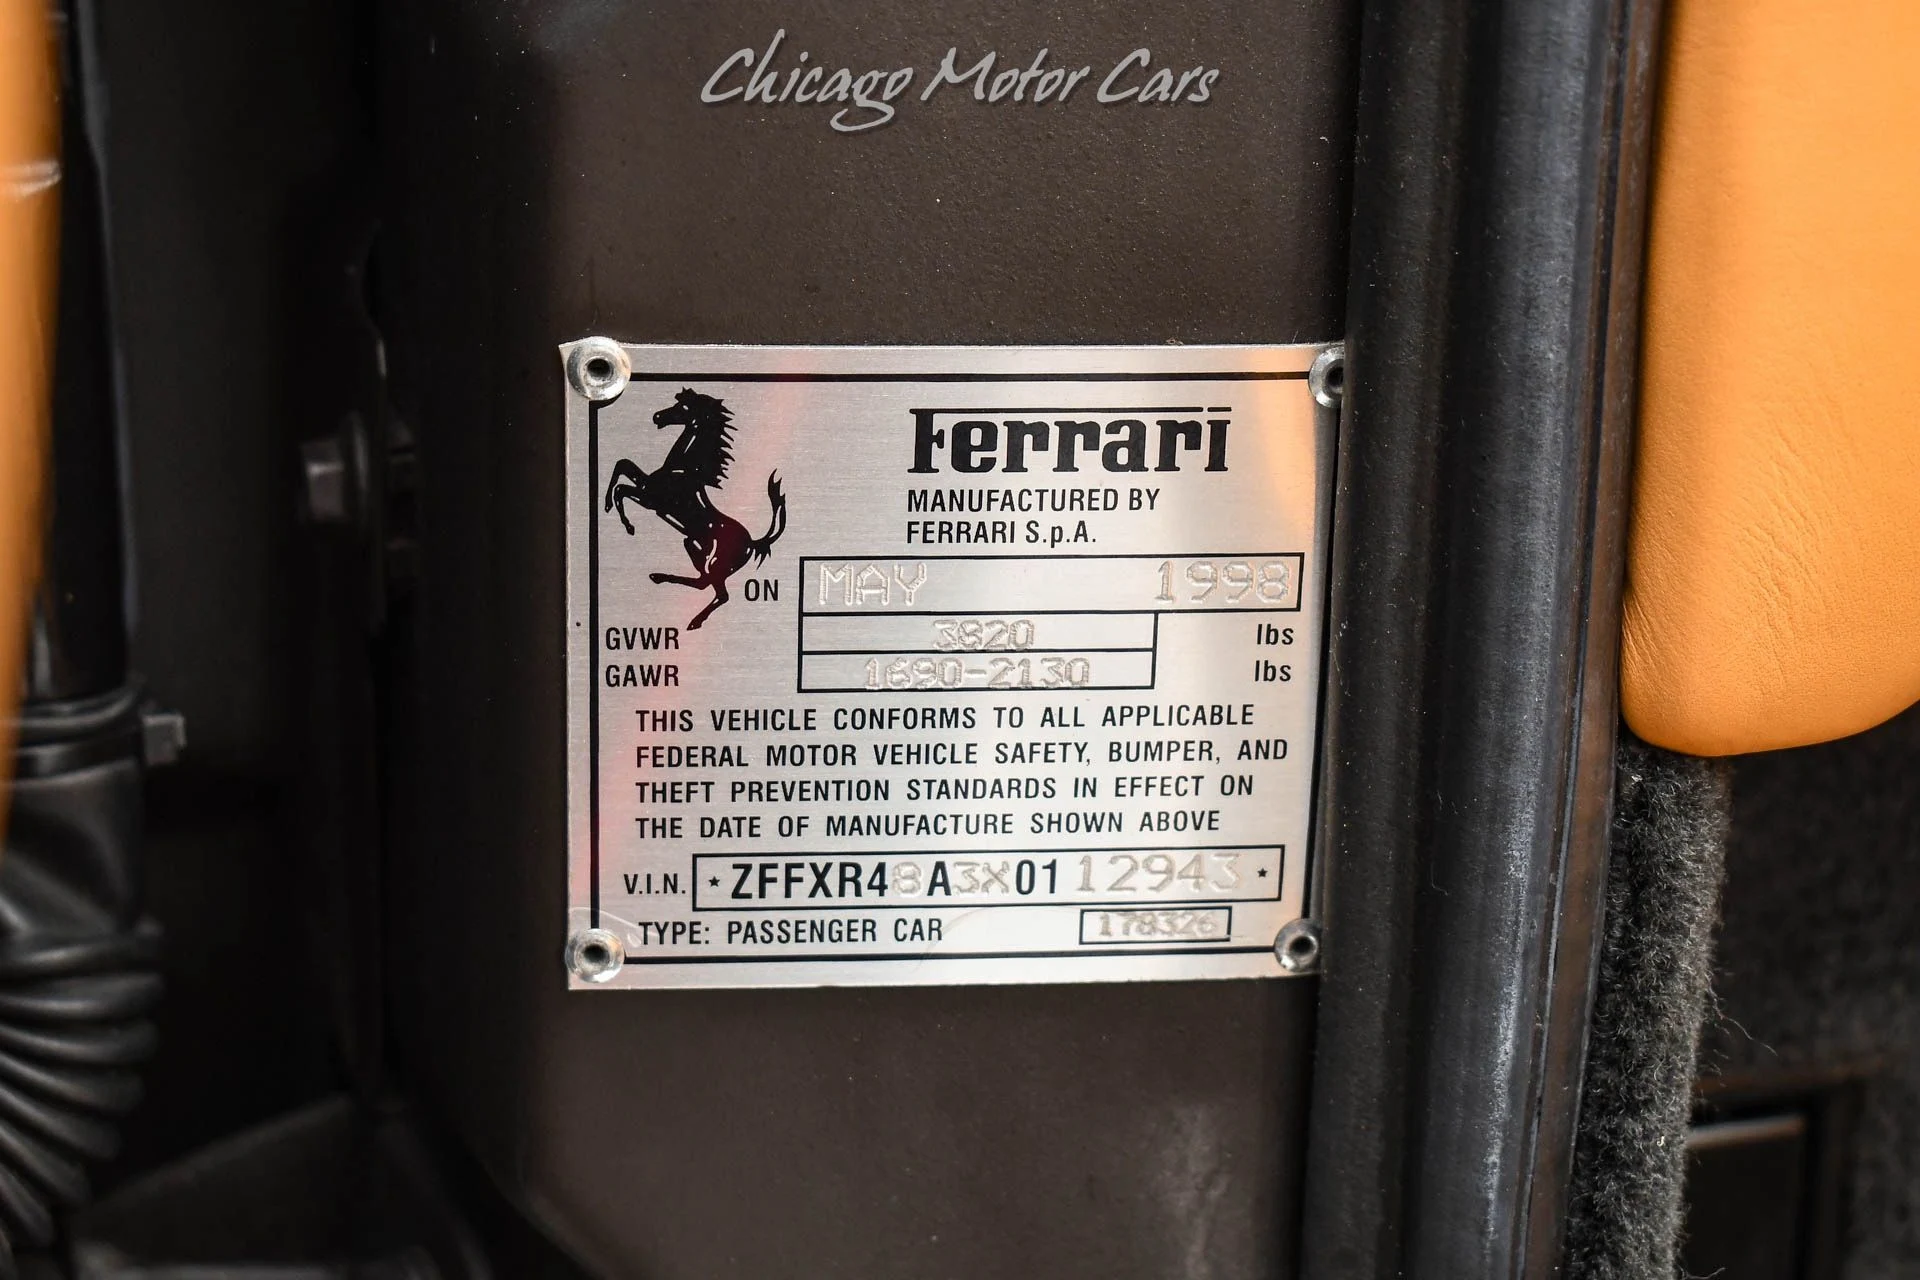 Chicago Motor Cars
Ferrari
MANUFACTURED BY
FERRARI S.p.A.
ON MAY 1998
GVWR 3820 lbs
GAWR 1690-2130 lbs
THIS VEHICLE CONFORMS TO ALL APPLICABLE
FEDERAL MOTOR VEHICLE SAFETY, BUMPER, AND
THEFT PREVENTION STANDARDS IN EFFECT ON
THE DATE OF MANUFACTURE SHOWN ABOVE
V.I.N. * ZFFXR48A3X0112943 *
TYPE: PASSENGER CAR 178326